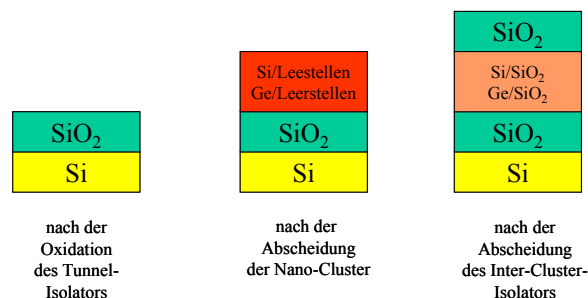 SiO₂
Si
nach der
Oxidation
des Tunnel-
Isolators
Si/Leestellen
Ge/Leerstellen
SiO₂
Si
nach der
Abscheidung
der Nano-Cluster
SiO₂
Si/SiO₂
Ge/SiO₂
SiO₂
Si
nach der
Abscheidung
des Inter-Cluster-
Isolators